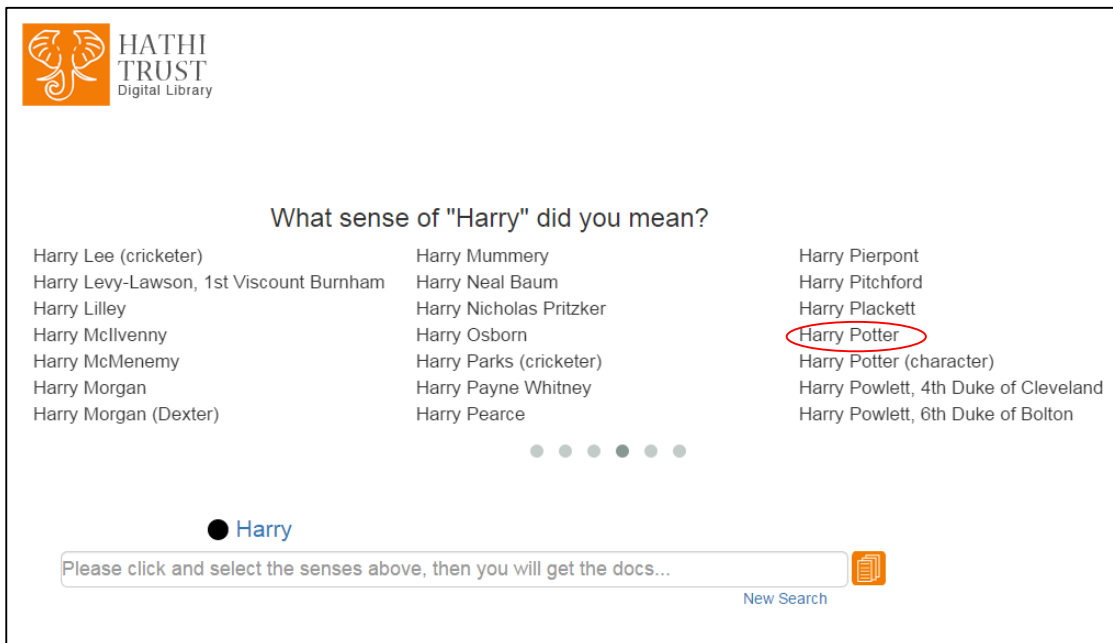 HATHI
TRUST
Digital Library
What sense of "Harry" did you mean?
Harry Lee (cricketer)
Harry Levy-Lawson, 1st Viscount Burnham
Harry Lilley
Harry McIlvenny
Harry McMenemy
Harry Morgan
Harry Morgan (Dexter)
Harry Mummery
Harry Neal Baum
Harry Nicholas Pritzker
Harry Osborn
Harry Parks (cricketer)
Harry Payne Whitney
Harry Pearce
Harry Pierpont
Harry Pitchford
Harry Plackett
Harry Potter
Harry Potter (character)
Harry Powlett, 4th Duke of Cleveland
Harry Powlett, 6th Duke of Bolton
Harry
Please click and select the senses above, then you will get the docs...
New Search